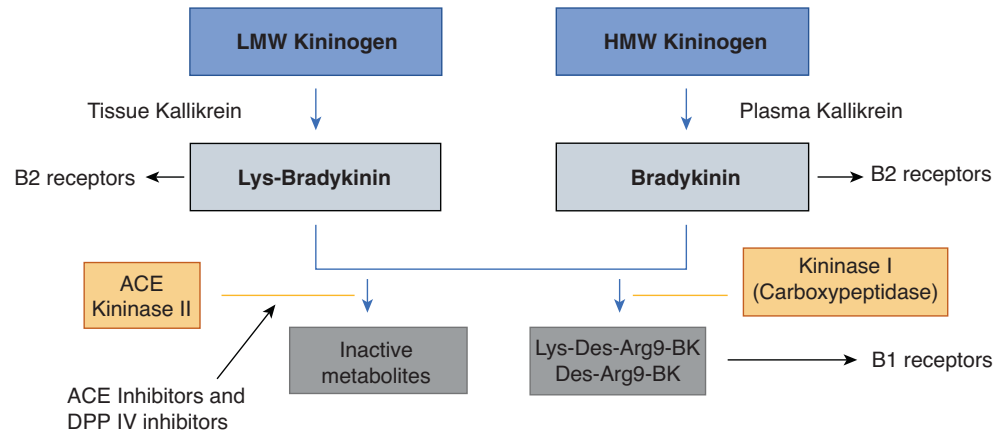 LMW Kininogen
HMW Kininogen
Tissue Kallikrein
Plasma Kallikrein
B2 receptors
Lys-Bradykinin
Bradykinin
B2 receptors
ACE
Kininase II
Kininase I
(Carboxypeptidase)
Inactive
metabolites
Lys-Des-Arg9-BK
Des-Arg9-BK
B1 receptors
ACE Inhibitors and
DPP IV inhibitors